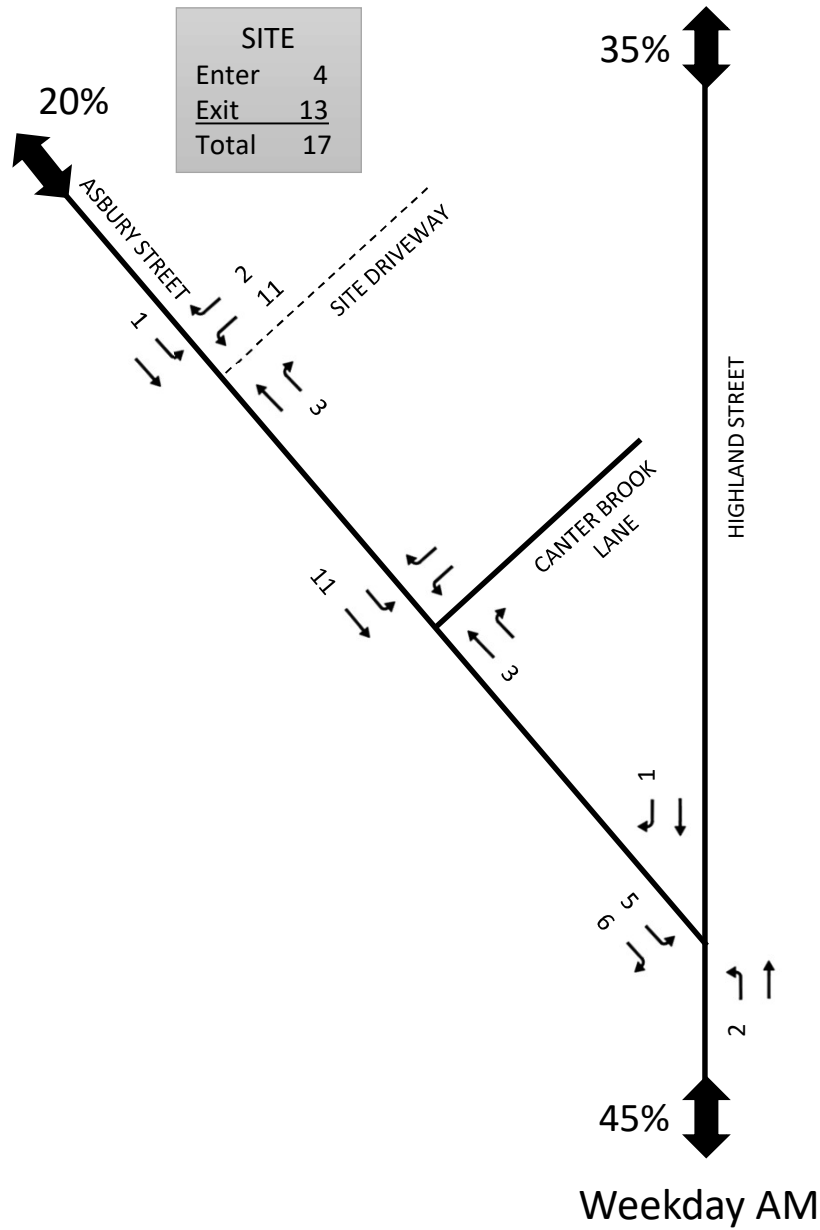 SITE
Enter 4
Exit 13
Total 17
35%
20%
ASBURY STREET
SITE DRIVEWAY
2
11
1
3
HIGHLAND STREET
CANTER BROOK
LANE
11
3
1
5
6
2
45%
Weekday AM